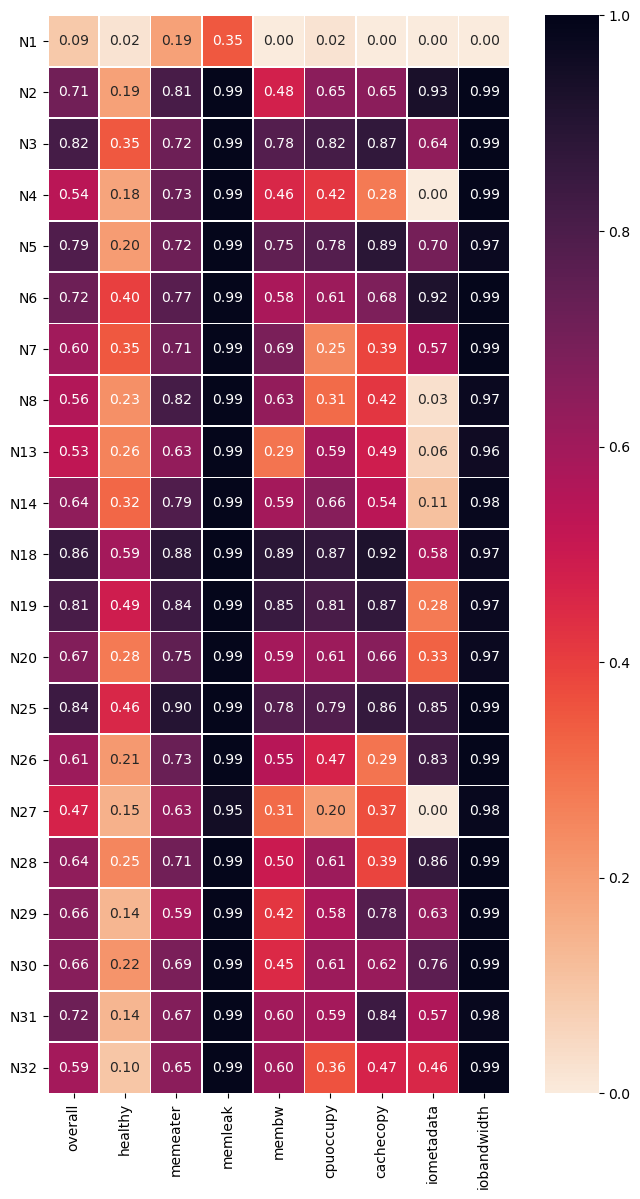 N1 0.09 0.02 0.19 0.35 0.00 0.02 0.00 0.00 0.00
N2 0.71 0.19 0.81 0.99 0.48 0.65 0.65 0.93 0.99
N3 0.82 0.35 0.72 0.99 0.78 0.82 0.87 0.64 0.99
N4 0.54 0.18 0.73 0.99 0.46 0.42 0.28 0.00 0.99
N5 0.79 0.20 0.72 0.99 0.75 0.78 0.89 0.70 0.97
N6 0.72 0.40 0.77 0.99 0.58 0.61 0.68 0.92 0.99
N7 0.60 0.35 0.71 0.99 0.69 0.25 0.39 0.57 0.99
N8 0.56 0.23 0.82 0.99 0.63 0.31 0.42 0.03 0.97
N13 0.53 0.26 0.63 0.99 0.29 0.59 0.49 0.06 0.96
N14 0.64 0.32 0.79 0.99 0.59 0.66 0.54 0.11 0.98
N18 0.86 0.59 0.88 0.99 0.89 0.87 0.92 0.58 0.97
N19 0.81 0.49 0.84 0.99 0.85 0.81 0.87 0.28 0.97
N20 0.67 0.28 0.75 0.99 0.59 0.61 0.66 0.33 0.97
N25 0.84 0.46 0.90 0.99 0.78 0.79 0.86 0.85 0.99
N26 0.61 0.21 0.73 0.99 0.55 0.47 0.29 0.83 0.99
N27 0.47 0.15 0.63 0.95 0.31 0.20 0.37 0.00 0.98
N28 0.64 0.25 0.71 0.99 0.50 0.61 0.39 0.86 0.99
N29 0.66 0.14 0.59 0.99 0.42 0.58 0.78 0.63 0.99
N30 0.66 0.22 0.69 0.99 0.45 0.61 0.62 0.76 0.99
N31 0.72 0.14 0.67 0.99 0.60 0.59 0.84 0.57 0.98
N32 0.59 0.10 0.65 0.99 0.60 0.36 0.47 0.46 0.99
overall healthy memeater memleak membw cpuoccupy cachecopy iometadata iobandwidth
1.0
0.8
0.6
0.4
0.2
0.0